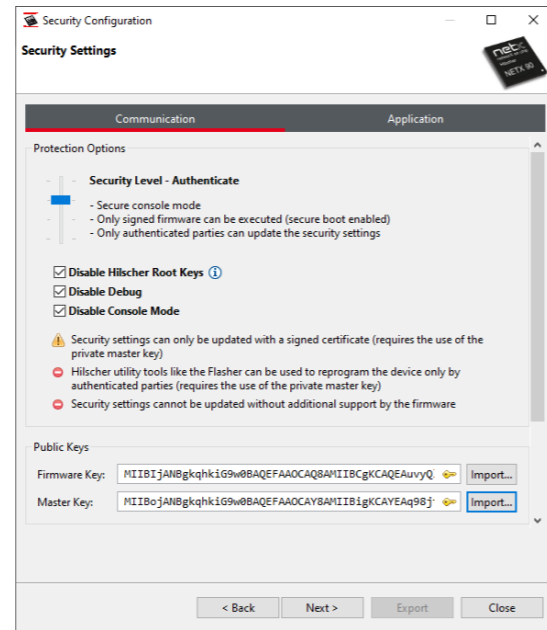 Security Configuration
Security Settings
netX
NETX 90
Communication
Application
Protection Options
Security Level - Authenticate
- Secure console mode
- Only signed firmware can be executed (secure boot enabled)
- Only authenticated parties can update the security settings
Disable Hilscher Root Keys
Disable Debug
Disable Console Mode
Security settings can only be updated with a signed certificate (requires the use of the
private master key)
Hilscher utility tools like the Flasher can be used to reprogram the device only by
authenticated parties (requires the use of the private master key)
Security settings cannot be updated without additional support by the firmware
Public Keys
Firmware Key: MIIBIjANBgkqhkiG9w0BAQEFAAOCAQ8AMIIBCgKCAQEAuvyQ Import...
Master Key: MIIBojANBgkqhkiG9w0BAQEFAAOCAY8AMIIBigKCAYEAq98j Import...
< Back
Next >
Export
Close